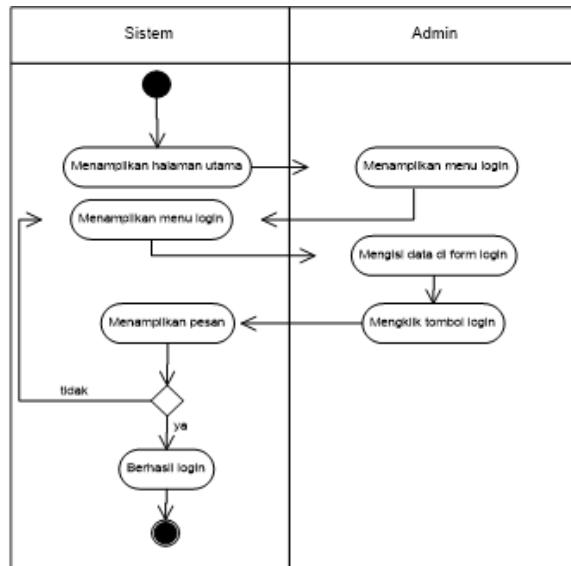 Sistem
Admin
Menampilkan halaman utama
Menampilkan menu login
Menampilkan menu login
Mengisi data di form login
Menampilkan pesan
Mengklik tombol login
tidak
ya
Berhasil login